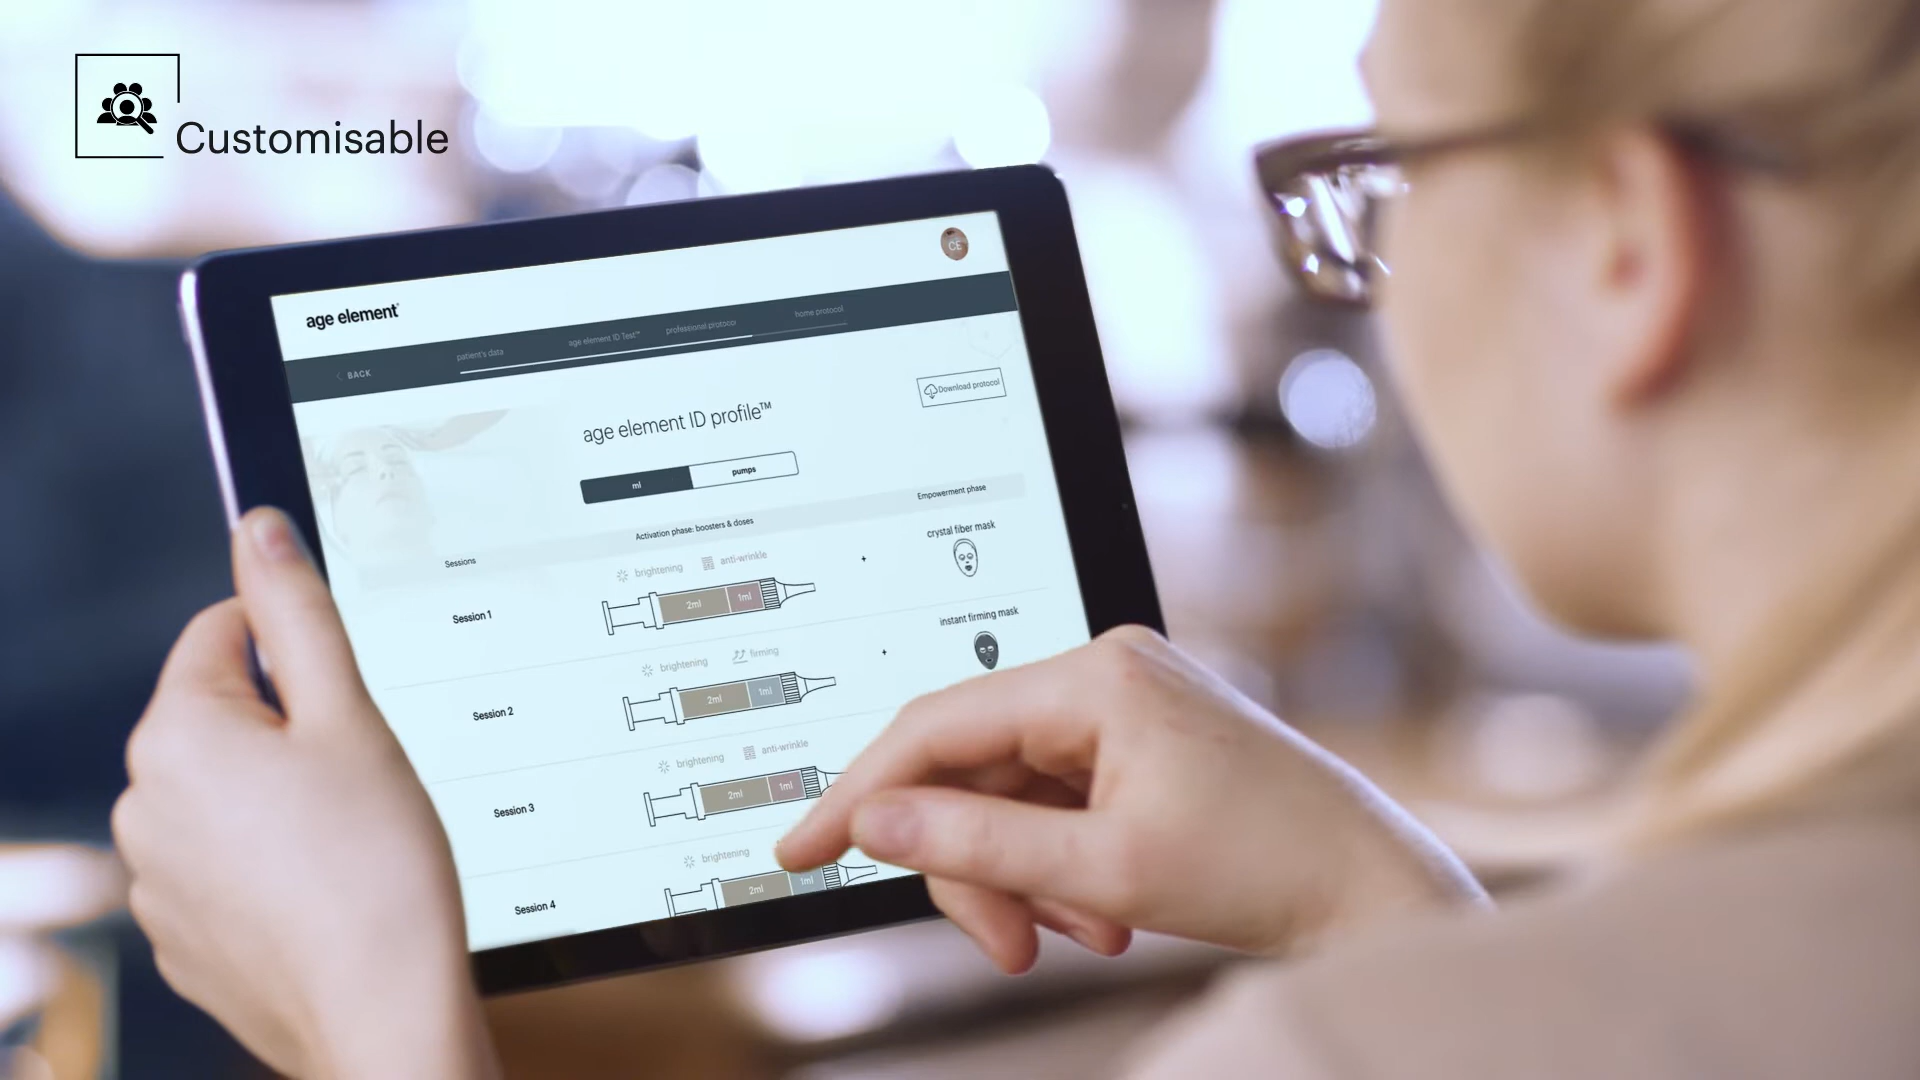 Customisable
CE
age element
BACK
patient's data
age element ID Test™
professional protocol
home protocol
Download protocol
age element ID profile™
ml
pumps
Sessions
Activation phase: boosters & doses
Empowerment phase
brightening
anti-wrinkle
+
crystal fiber mask
Session 1
2ml
1ml
brightening
firming
+
instant firming mask
Session 2
2ml
1ml
brightening
anti-wrinkle
Session 3
2ml
1ml
brightening
Session 4
2ml
1ml